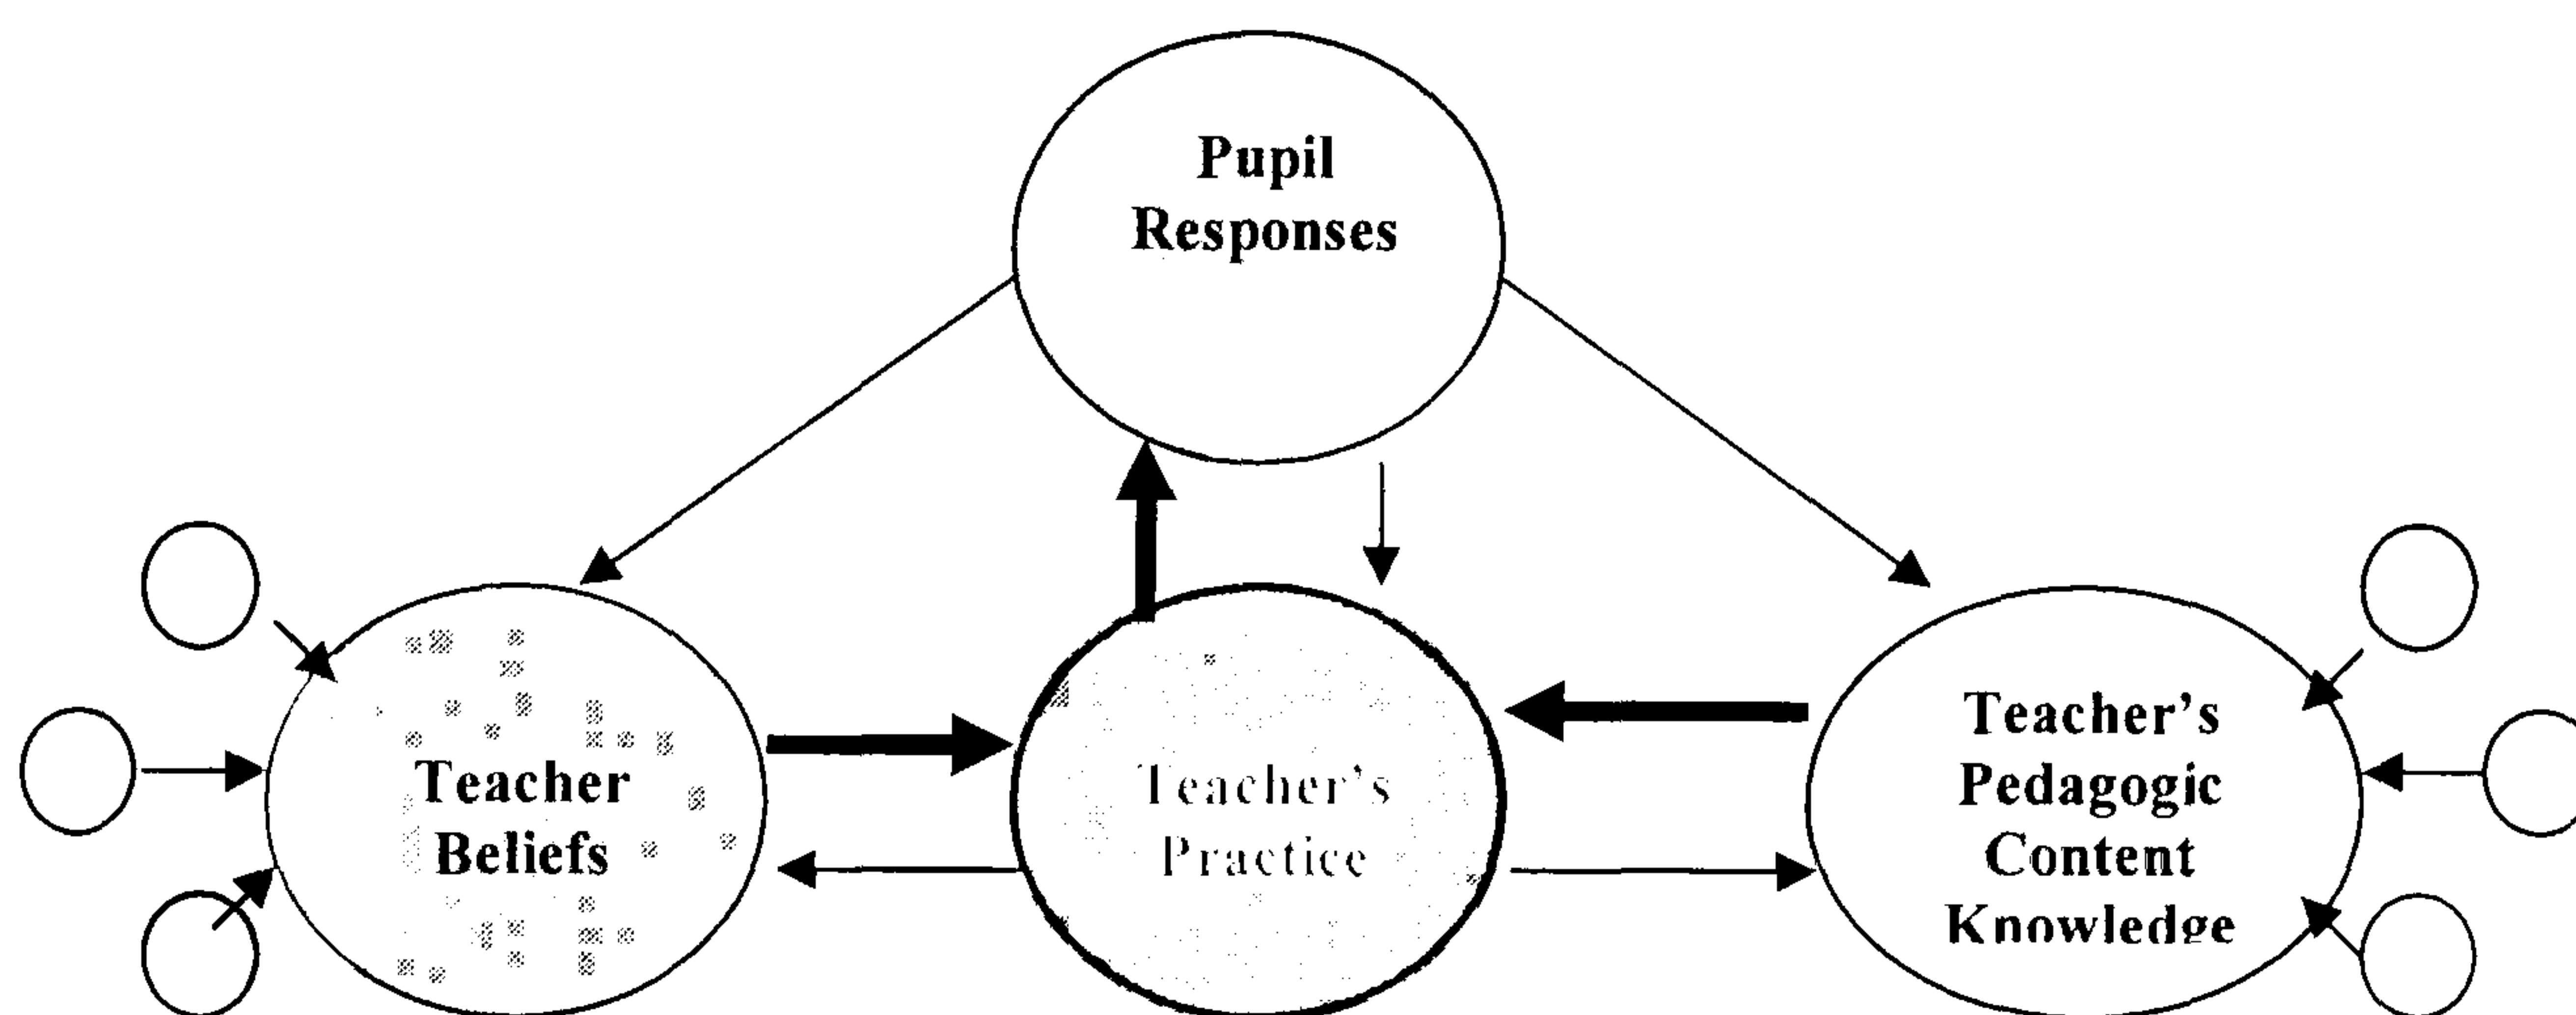 Pupil
Responses
Teacher
Beliefs
Teacher's
Practice
Teacher's
Pedagogic
Content
Knowledge